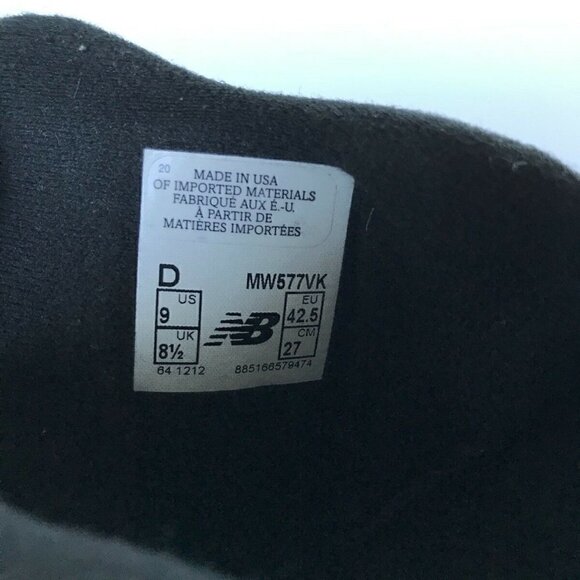 20
MADE IN USA
OF IMPORTED MATERIALS
FABRIQUÉ AUX É.-U.
À PARTIR DE
MATIÈRES IMPORTÉES
D MW577VK
US EU
9 NB 42.5
UK CM
8½ 27
64 1212 885166579474